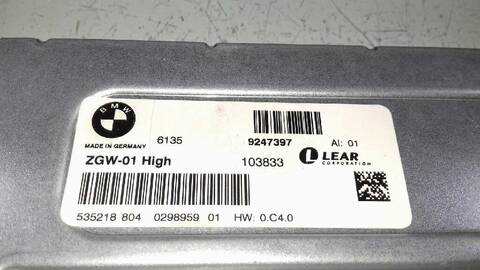 BMW
MADE IN GERMANY 6135 9247397 AI: 01
ZGW-01 High 103833 LEAR
CORPORATION
535218 804 0298959 01 HW: 0.C4.0